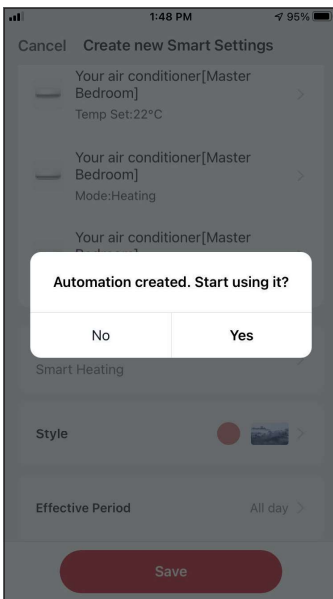 1:48 PM
95%
Cancel Create new Smart Settings
Your air conditioner[Master
Bedroom]
Temp Set:22°C
Your air conditioner[Master
Bedroom]
Mode:Heating
Your air conditioner[Master
Automation created. Start using it?
No Yes
Smart Heating
Style
Effective Period All day
Save